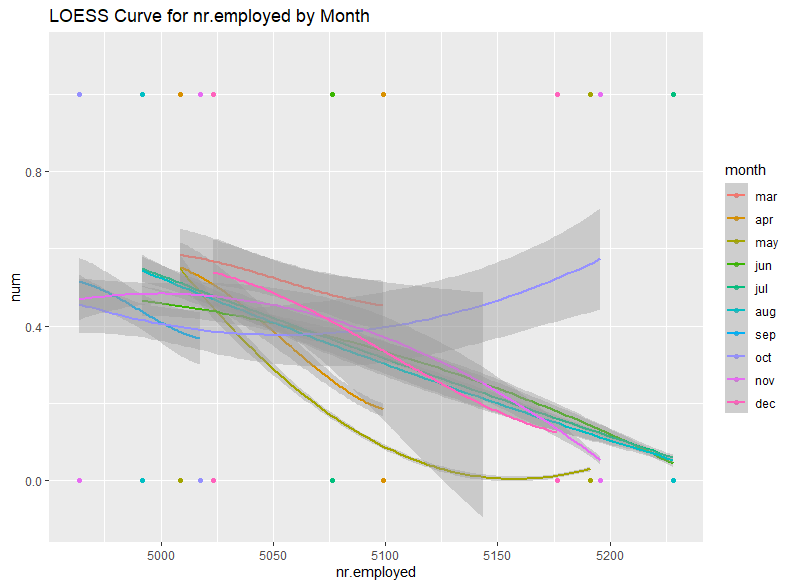 LOESS Curve for nr.employed by Month
num
0.8
0.4
0.0
5000 5050 5100 5150 5200
nr.employed
month
mar
apr
may
jun
jul
aug
sep
oct
nov
dec